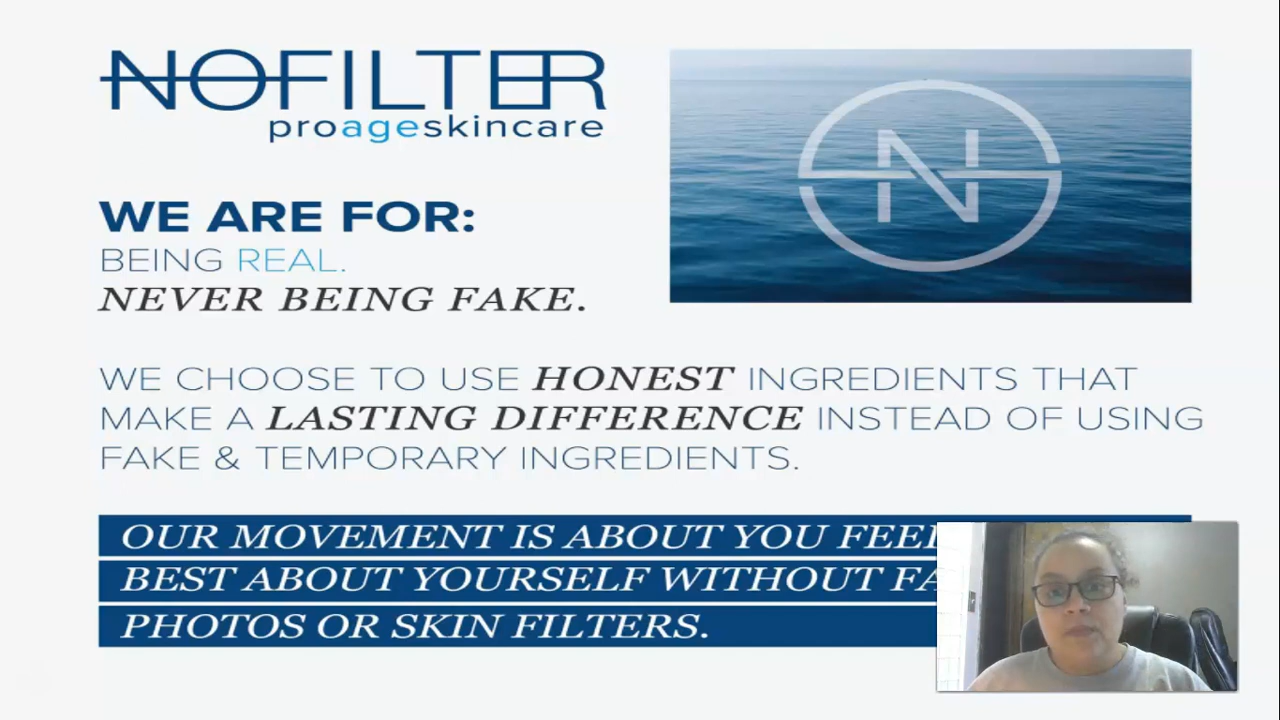 NOFILTER
proageskincare
WE ARE FOR:
BEING REAL.
NEVER BEING FAKE.
WE CHOOSE TO USE HONEST INGREDIENTS THAT
MAKE A LASTING DIFFERENCE INSTEAD OF USING
FAKE & TEMPORARY INGREDIENTS.
OUR MOVEMENT IS ABOUT YOU
BEST ABOUT YOURSELF WITHOUT
PHOTOS OR SKIN FILTERS.
N